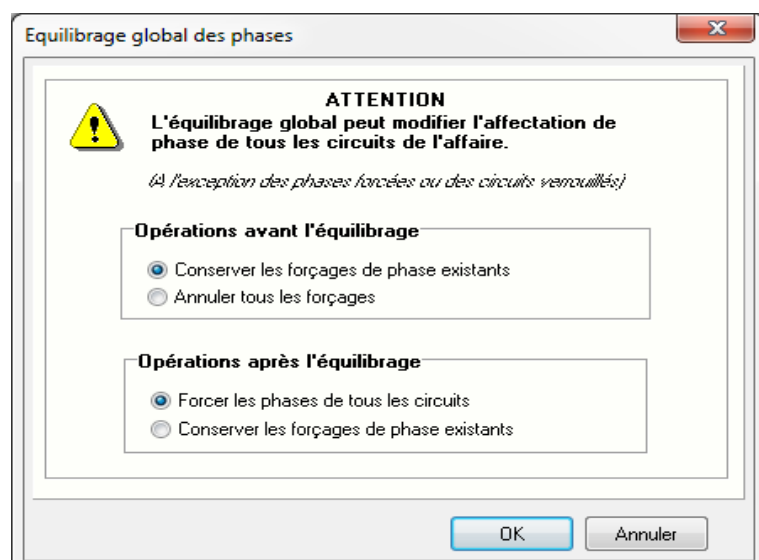 Equilibrage global des phases
ATTENTION
L'équilibrage global peut modifier l'affectation de
phase de tous les circuits de l'affaire.
(A l'exception des phases forcées ou des circuits verrouillés)
Opérations avant l'équilibrage
Conserver les forçages de phase existants
Annuler tous les forçages
Opérations après l'équilibrage
Forcer les phases de tous les circuits
Conserver les forçages de phase existants
OK
Annuler